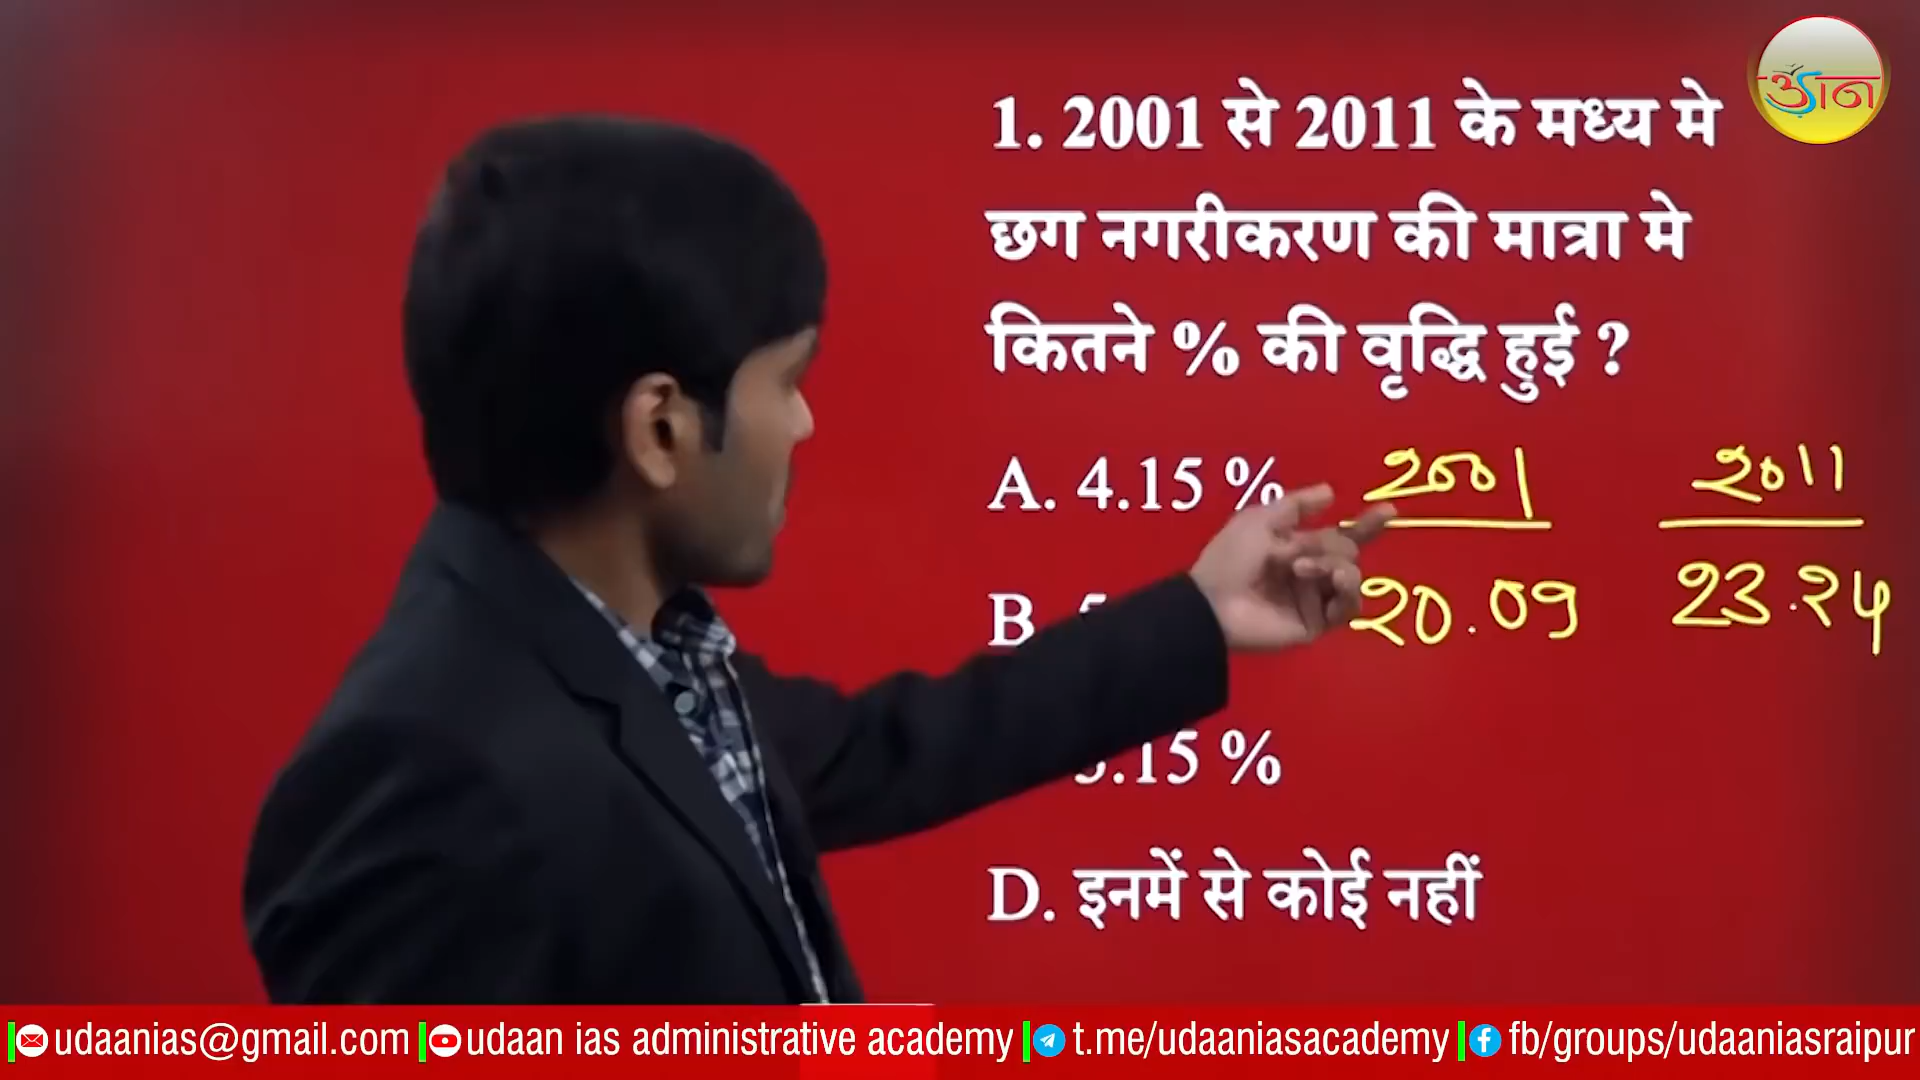 उड़ान
1. 2001 से 2011 के मध्य मे
छग नगरीकरण की मात्रा मे
कितने % की वृद्धि हुई ?
A. 4.15 %
2001 2011
B
20.09 23.24
.15 %
D. इनमें से कोई नहीं
udaanias@gmail.com udaan ias administrative academy t.me/udaaniasacademy fb/groups/udaaniasraipur